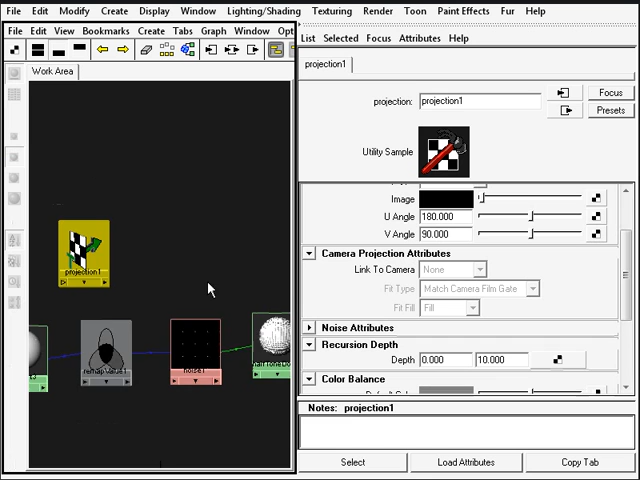 File Edit Modify Create Display Window Lighting/Shading Texturing Render Toon Paint Effects Fur Help
File Edit View Bookmarks Create Tabs Graph Window Opt
List Selected Focus Attributes Help
Work Area
projection1
projection: projection1
Focus
Presets
Utility Sample
Image
U Angle 180.000
V Angle 90.000
Camera Projection Attributes
Link To Camera None
Fit Type Match Camera Film Gate
Fit Fill Fill
Noise Attributes
Recursion Depth
Depth 0.000 10.000
Color Balance
projection1
remapValue1
noise1
Notes: projection1
Select Load Attributes Copy Tab